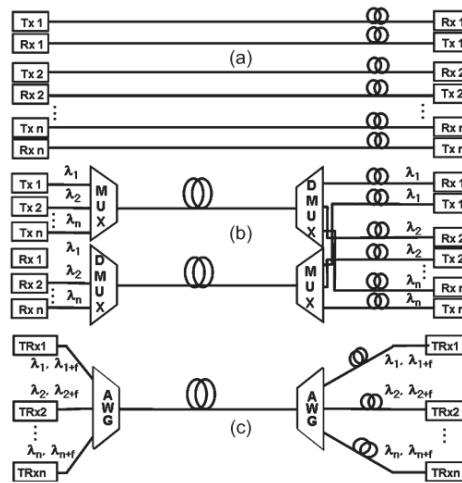 Tx 1 Rx 1
Rx 1 Tx 1
(a)
Tx 2 Rx 2
Rx 2 Tx 2
Tx n Rx n
Rx n Tx n
Tx 1 λ1 MUX DMUX λ1 Rx 1
Tx 2 λ2 λ1 Tx 1
Tx n λn λ2 Rx 2
(b)
Rx 1 λ1 DMUX MUX λ2 Tx 2
Rx 2 λ2 λn Rx n
Rx n λn λn Tx n
TRx1 TRx1
λ1, λ1+f λ1, λ1+f
λ2, λ2+f AWG AWG λ2, λ2+f
TRx2 TRx2
(c)
λn, λn+f λn, λn+f
TRxn TRxn